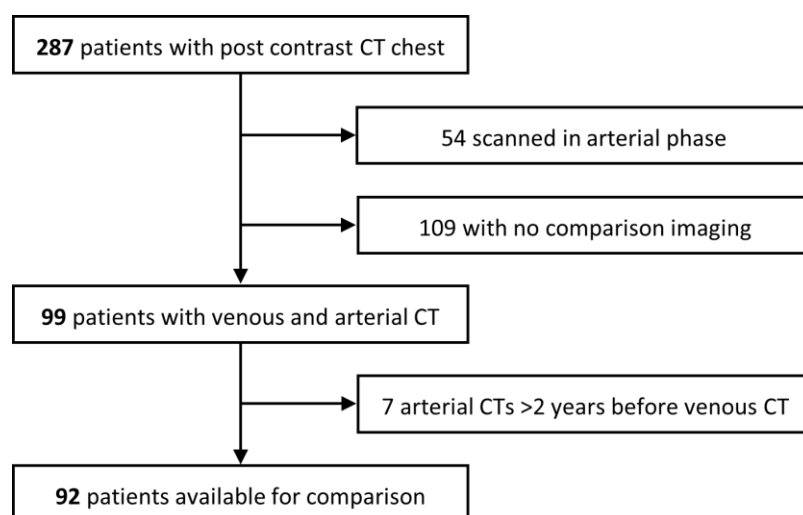 287 patients with post contrast CT chest
54 scanned in arterial phase
109 with no comparison imaging
99 patients with venous and arterial CT
7 arterial CTs >2 years before venous CT
92 patients available for comparison